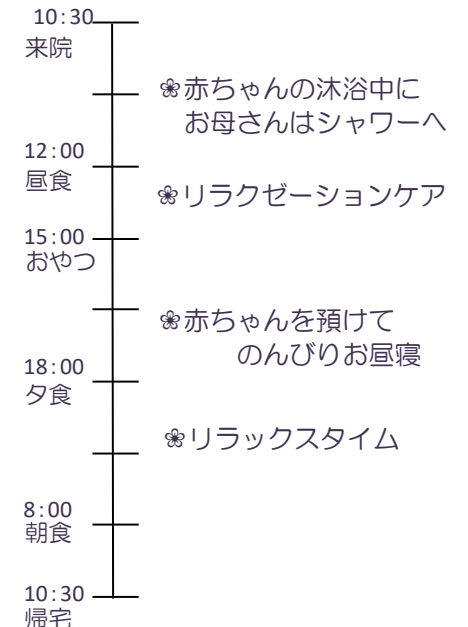 10:30
来院
❀赤ちゃんの沐浴中に
お母さんはシャワーへ
12:00
昼食
❀リラクゼーションケア
15:00
おやつ
❀赤ちゃんを預けて
のんびりお昼寝
18:00
夕食
❀リラックスタイム
8:00
朝食
10:30
帰宅